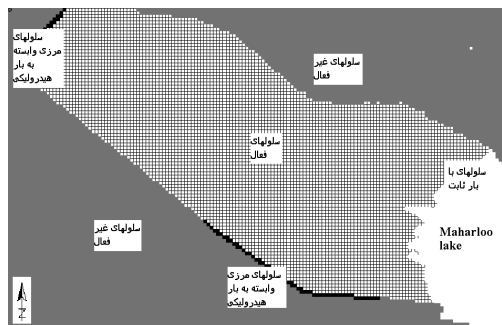 سلولهای
مرزی وابسته
به بار
هیدرولیکی
سلولهای غیر
فعال
سلولهای
فعال
سلولهای با
بار ثابت
Maharloo
lake
سلولهای غیر
فعال
سلولهای مرزی
وابسته به بار
هیدرولیکی